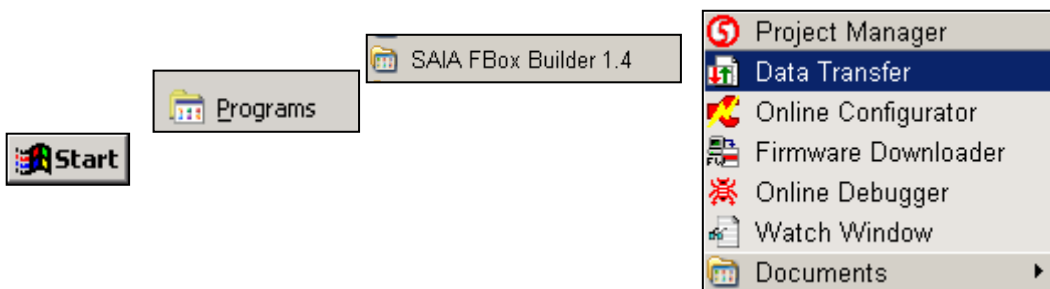 Start
Programs
SAIA FBox Builder 1.4
Project Manager
Data Transfer
Online Configurator
Firmware Downloader
Online Debugger
Watch Window
Documents